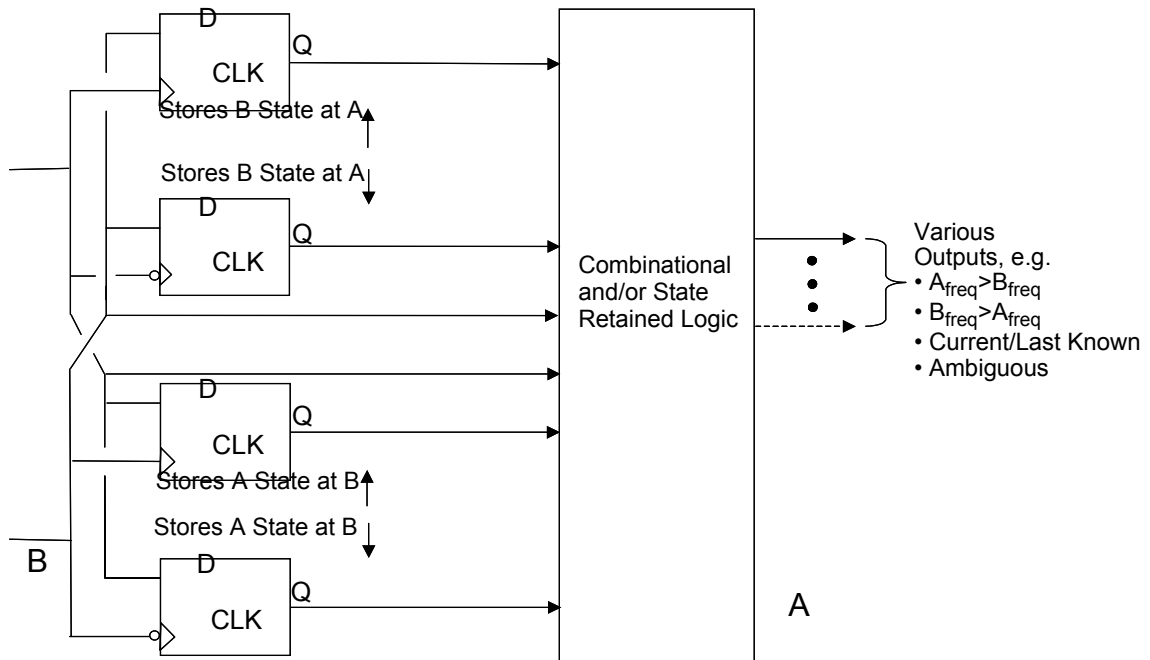 D
Q
CLK
Stores B State at A
Stores B State at A
D
Q
CLK
Combinational
and/or State
Retained Logic
Various
Outputs, e.g.
• Afreq>Bfreq
• Bfreq>Afreq
• Current/Last Known
• Ambiguous
D
Q
CLK
Stores A State at B
Stores A State at B
B
D
Q
CLK
A